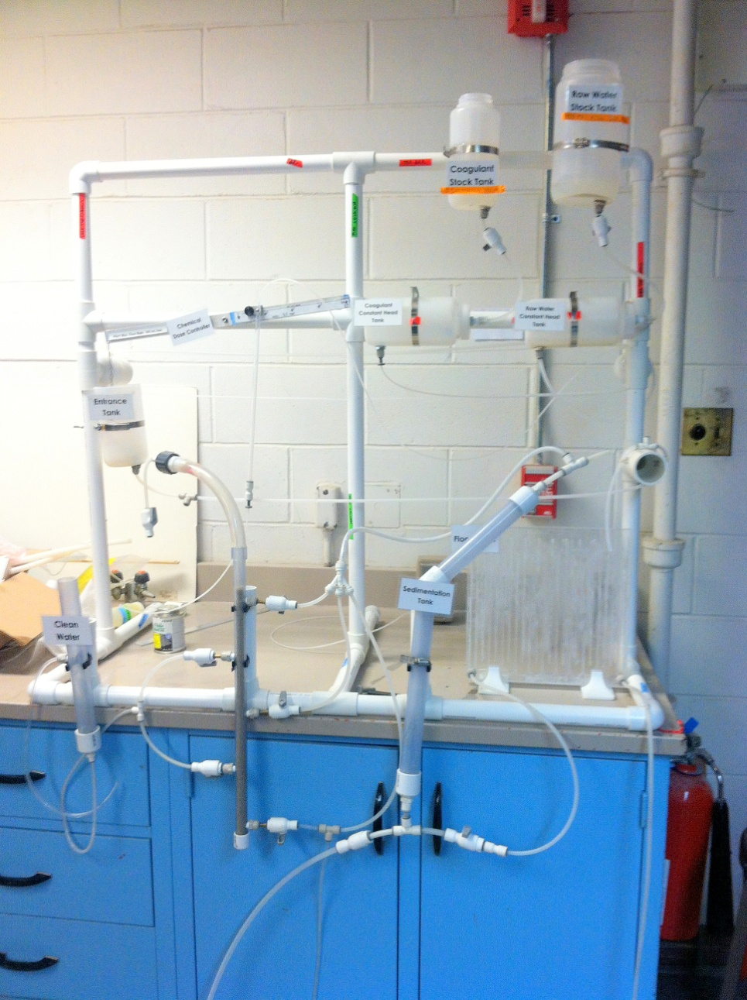 Raw Water
Stock Tank
Coagulant
Stock Tank
Coagulant
Constant Head
Tank
Raw Water
Constant Head
Tank
Chemical
Dose Controller
Entrance
Tank
Sedimentation
Tank
Clean
Water